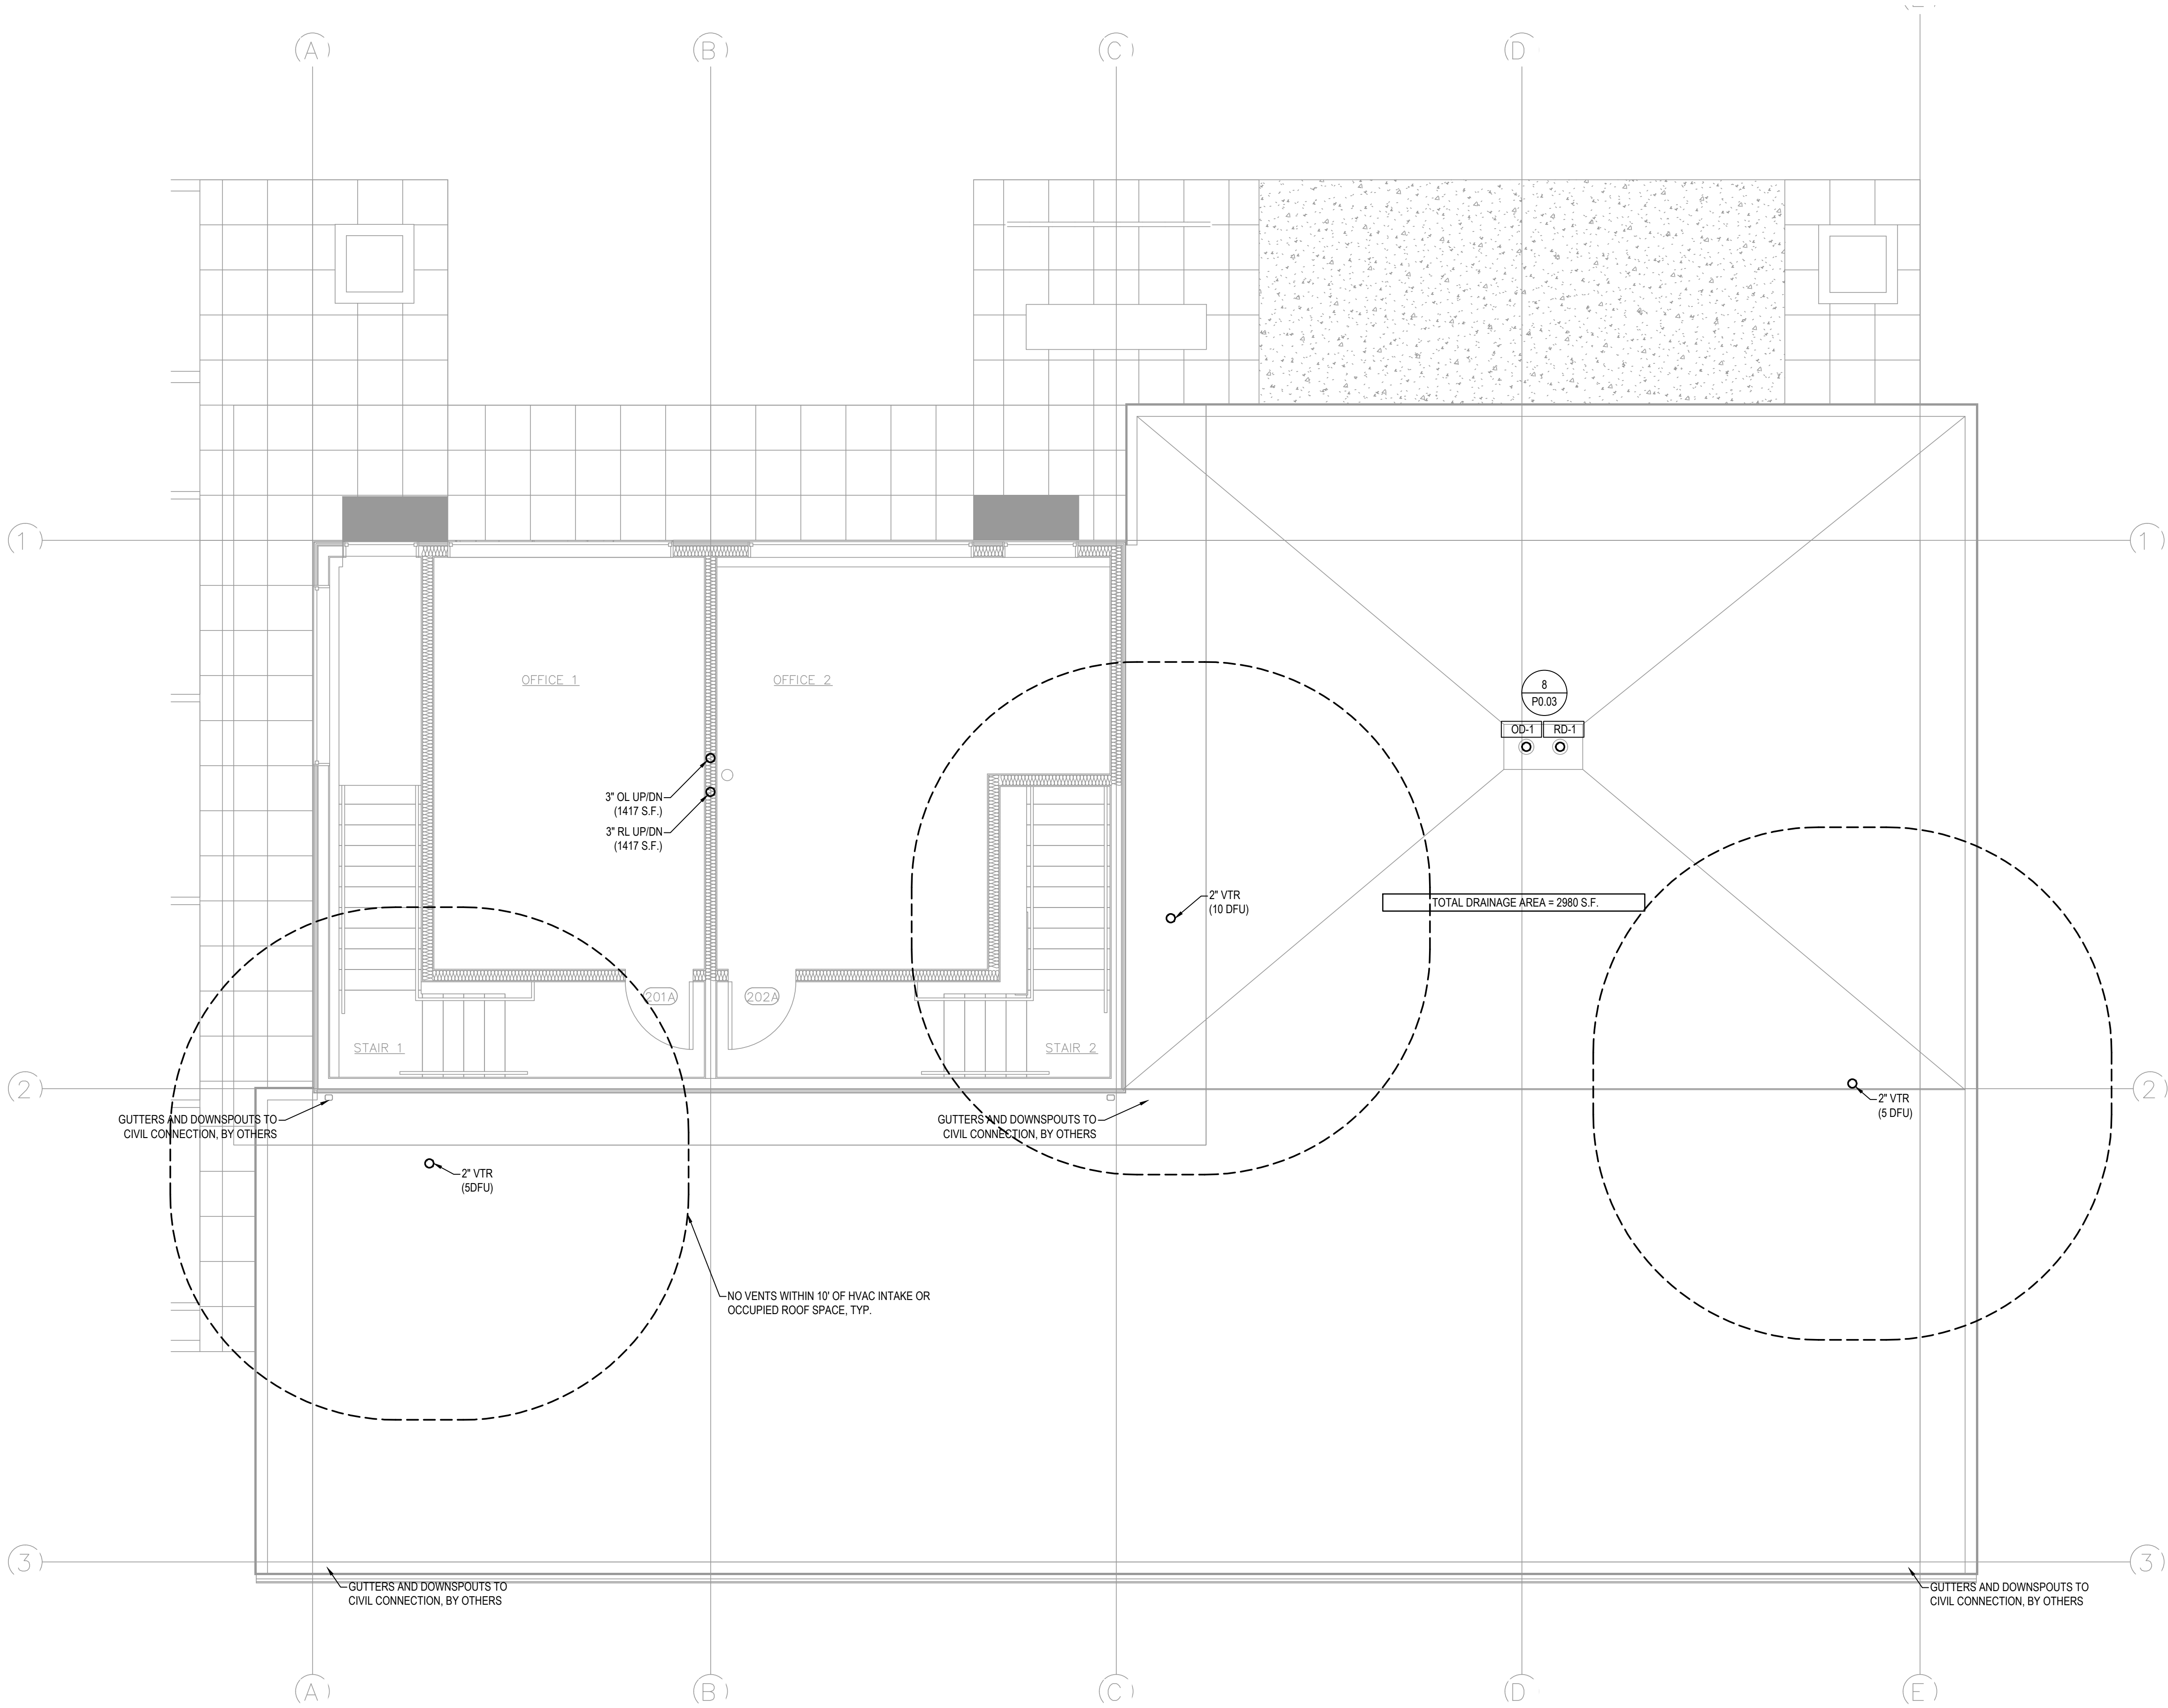 A
B
C
D
1
1
OFFICE 1
OFFICE 2
8
P0.03
OD-1
RD-1
3" OL UP/DN
(1417 S.F.)
3" RL UP/DN
(1417 S.F.)
2" VTR
(10 DFU)
TOTAL DRAINAGE AREA = 2980 S.F.
201A
202A
STAIR 1
STAIR 2
2
2
GUTTERS AND DOWNSPOUTS TO
CIVIL CONNECTION, BY OTHERS
GUTTERS AND DOWNSPOUTS TO
CIVIL CONNECTION, BY OTHERS
2" VTR
(5 DFU)
2" VTR
(5DFU)
NO VENTS WITHIN 10' OF HVAC INTAKE OR
OCCUPIED ROOF SPACE, TYP.
3
3
GUTTERS AND DOWNSPOUTS TO
CIVIL CONNECTION, BY OTHERS
GUTTERS AND DOWNSPOUTS TO
CIVIL CONNECTION, BY OTHERS
A
B
C
D
E